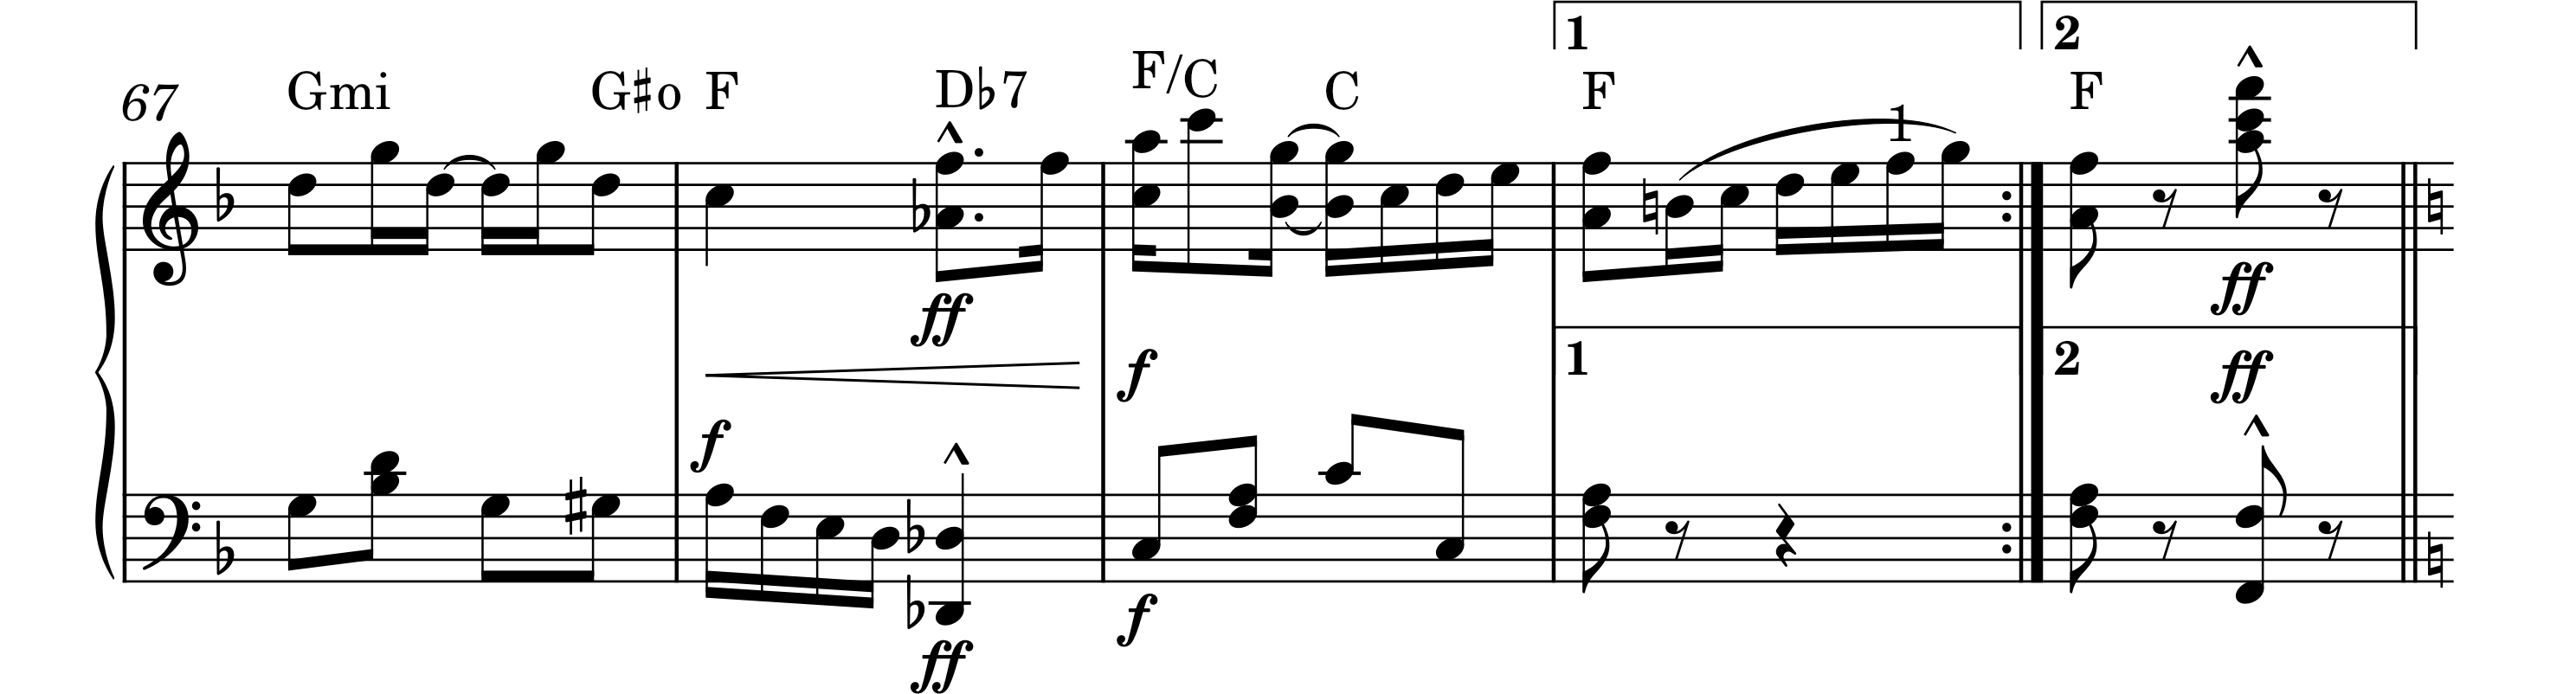 1 2
67 Gmi G♯o F D♭7 F/C C F 1 F
ff ff
f 1 2 ff
f
f
ff